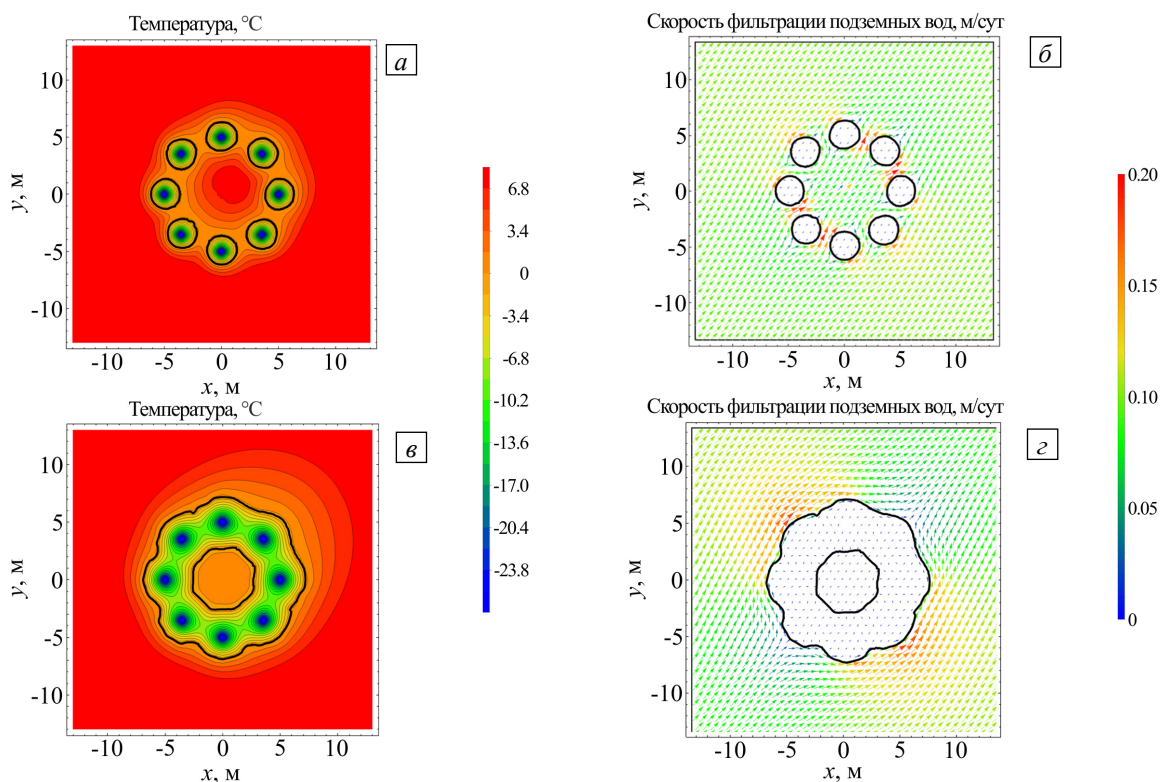 Температура, °C
а
10
5
0
-5
-10
y, м
-10 -5 0 5 10
x, м
Скорость фильтрации подземных вод, м/сут
б
10
5
0
-5
-10
y, м
-10 -5 0 5 10
x, м
6.8
3.4
0
-3.4
-6.8
-10.2
-13.6
-17.0
-20.4
-23.8
0.20
0.15
0.10
0.05
0
Температура, °C
в
10
5
0
-5
-10
y, м
-10 -5 0 5 10
x, м
Скорость фильтрации подземных вод, м/сут
г
10
5
0
-5
-10
y, м
-10 -5 0 5 10
x, м